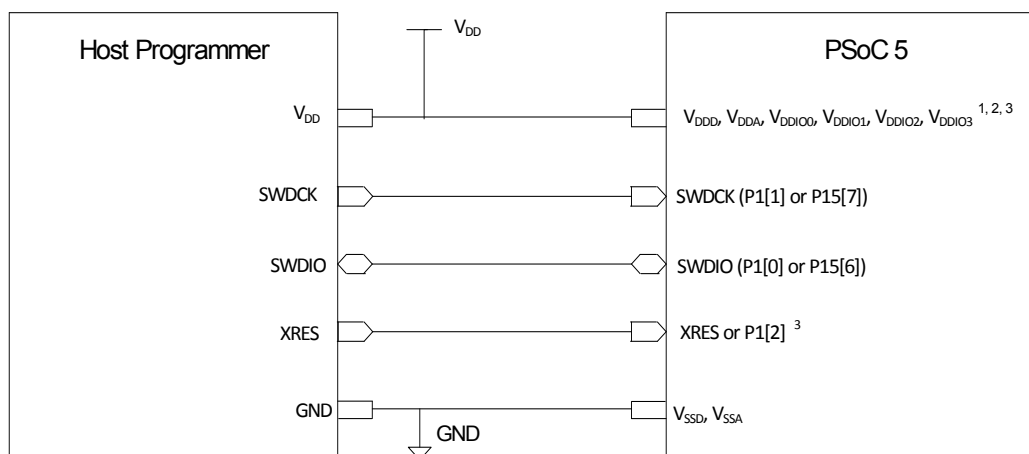 Host Programmer
V_DD
PSoC 5
V_DD
V_DDD, V_DDA, V_DDIO0, V_DDIO1, V_DDIO2, V_DDIO3 1, 2, 3
SWDCK
SWDCK (P1[1] or P15[7])
SWDIO
SWDIO (P1[0] or P15[6])
XRES
XRES or P1[2] 3
GND
GND
V_SSD, V_SSA